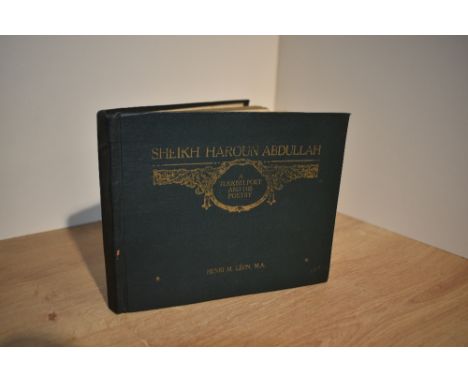 SHEIKH HAROUN ABDULLAH
A
TURKISH POET
AND HIS
POETRY
HENRI M. LÉON, M.A.